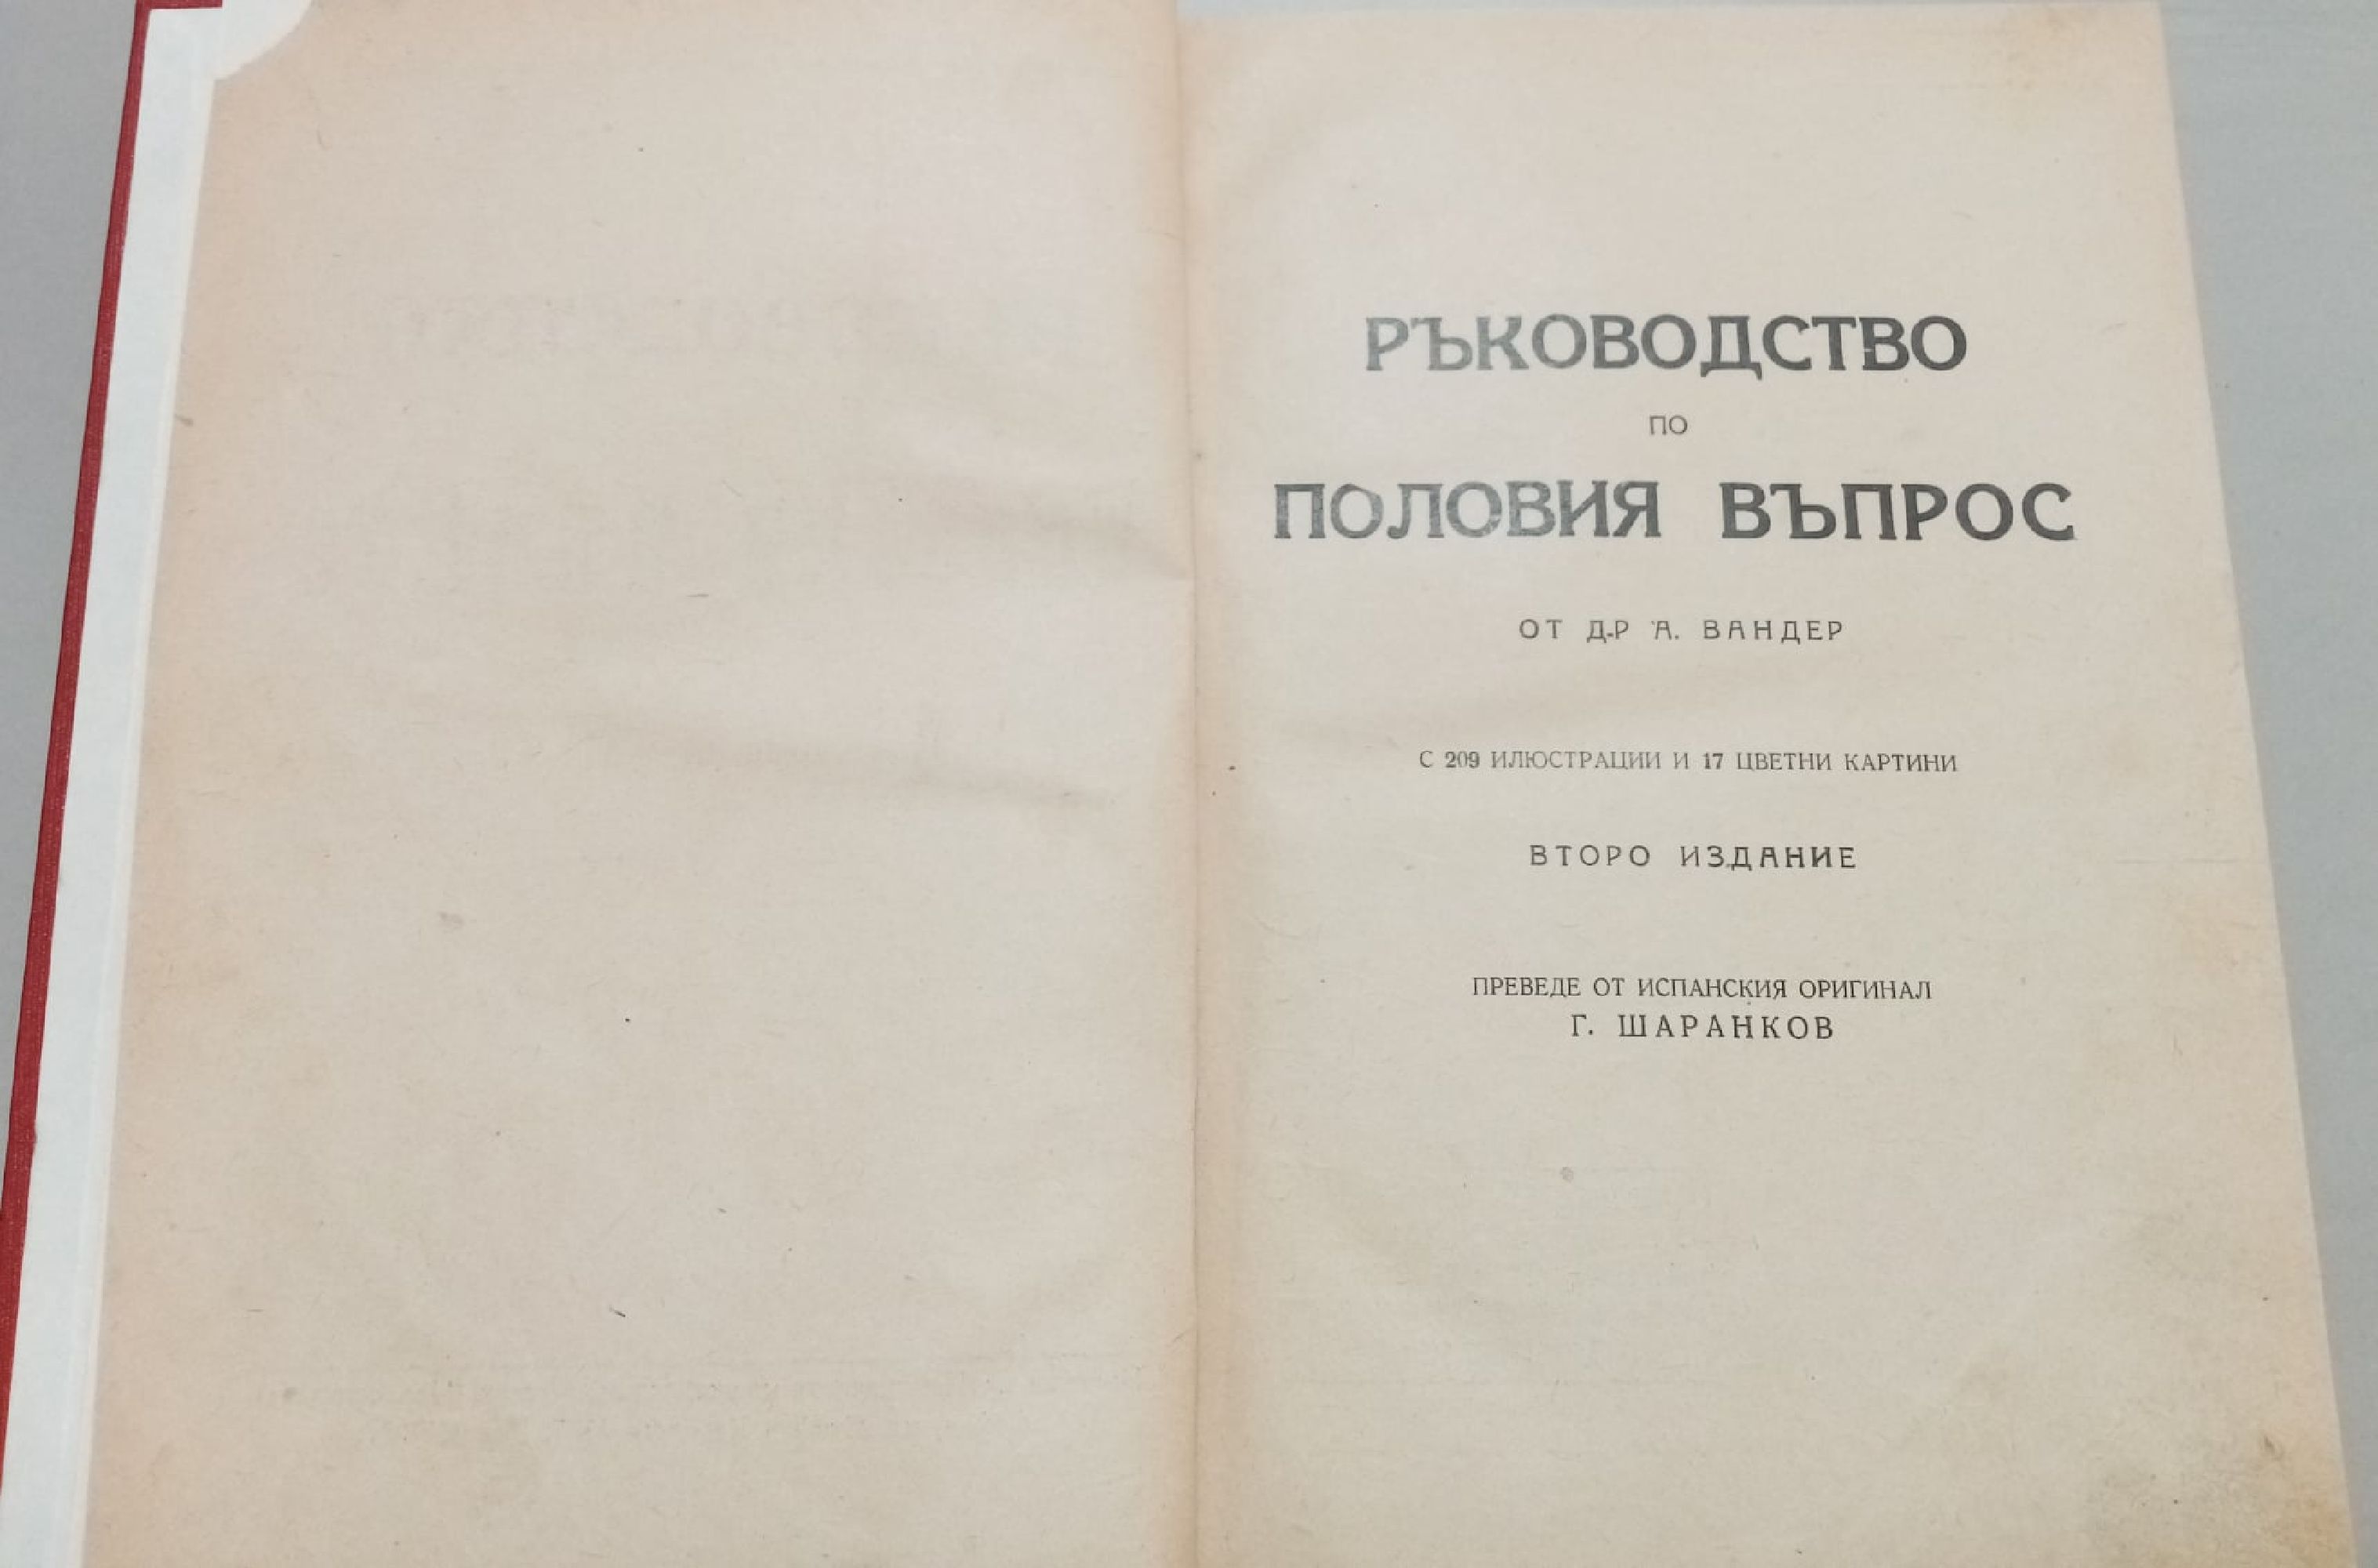 РЪКОВОДСТВО
ПО
ПОЛОВИЯ ВЪПРОС
ОТ Д-Р А. ВАНДЕР
С 209 ИЛЮСТРАЦИИ И 17 ЦВЕТНИ КАРТИНИ
ВТОРО ИЗДАНИЕ
ПРЕВЕДЕ ОТ ИСПАНСКИЯ ОРИГИНАЛ
Г. ШАРАНКОВ